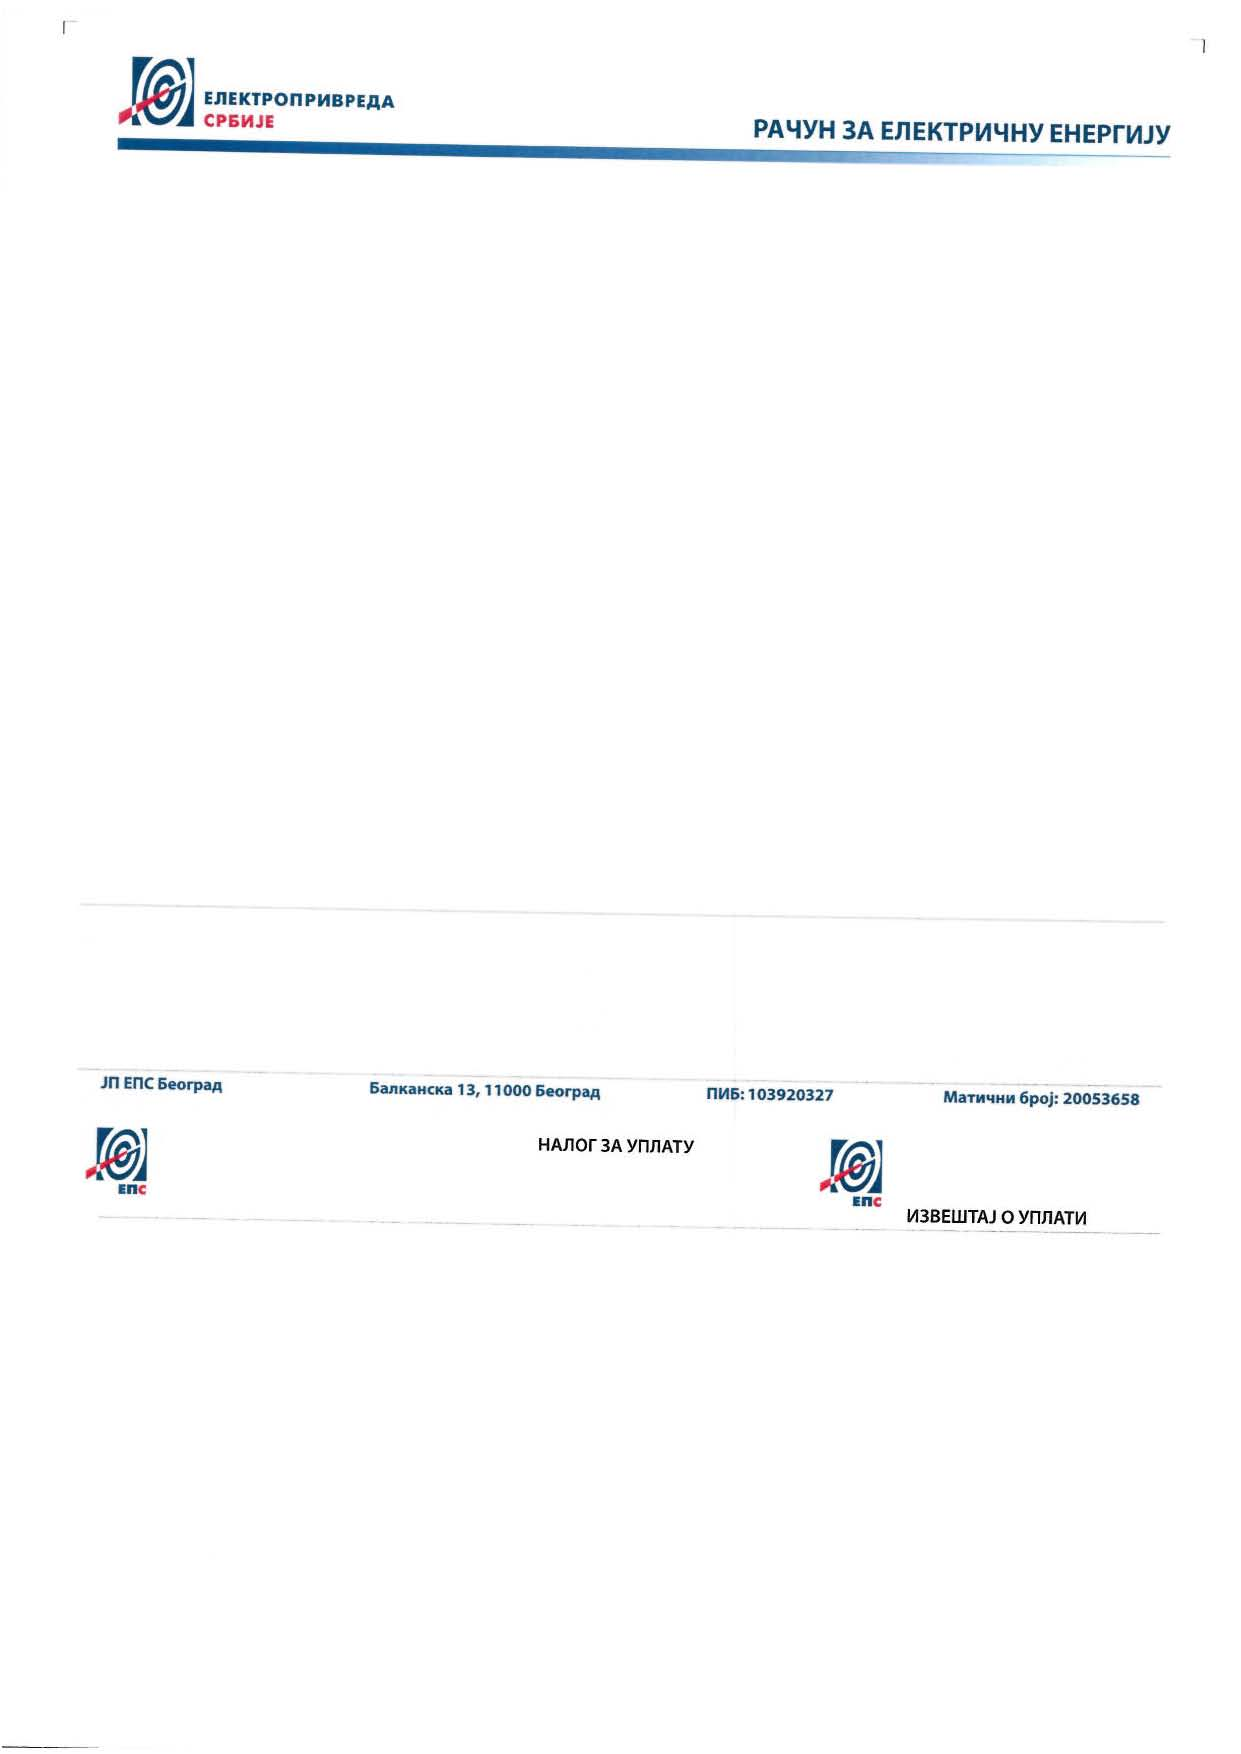 ЕЛЕКТРОПРИВРЕДА
СРБИЈЕ
РАЧУН ЗА ЕЛЕКТРИЧНУ ЕНЕРГИЈУ
ЈП ЕПС Београд
Балканска 13, 11000 Београд
ПИБ: 103920327
Матични број: 20053658
ЕПС
НАЛОГ ЗА УПЛАТУ
ЕПС
ИЗВЕШТАЈ О УПЛАТИ